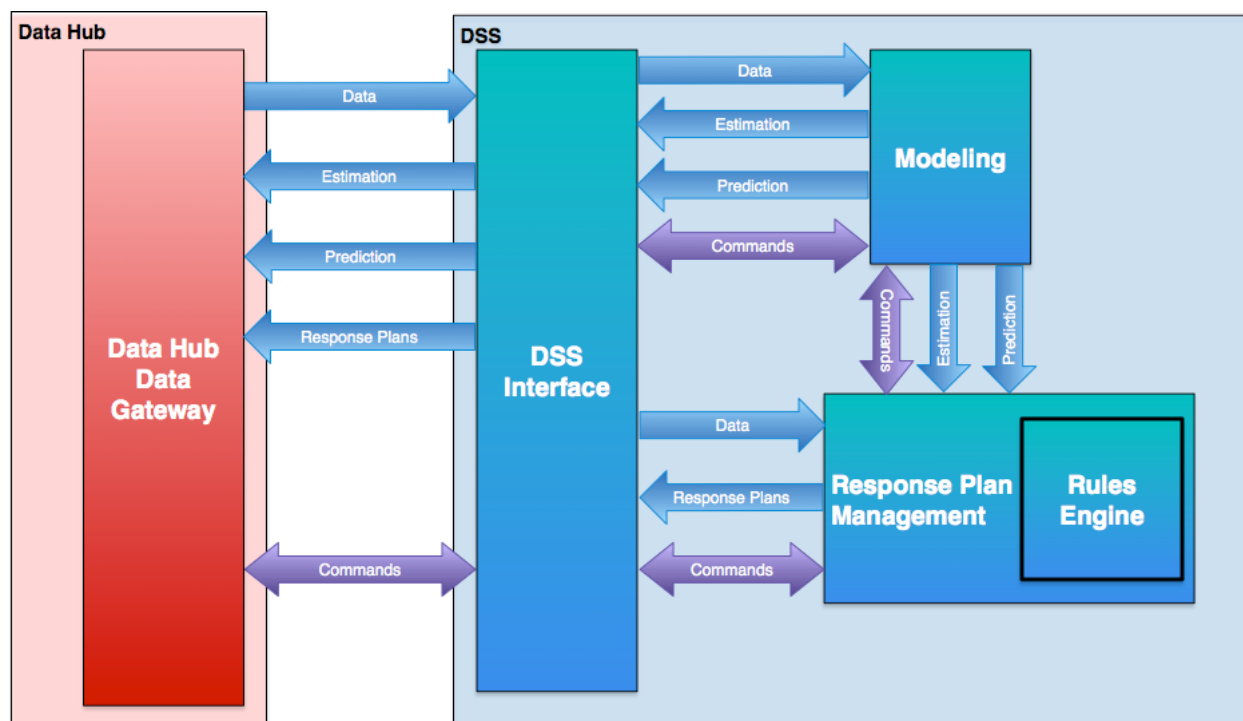 Data Hub
DSS
Data
Estimation
Prediction
Response Plans
Commands
Data Hub
Data
Gateway
DSS
Interface
Data
Estimation
Prediction
Commands
Modeling
Commands
Estimation
Prediction
Data
Response Plans
Commands
Response Plan
Management
Rules
Engine